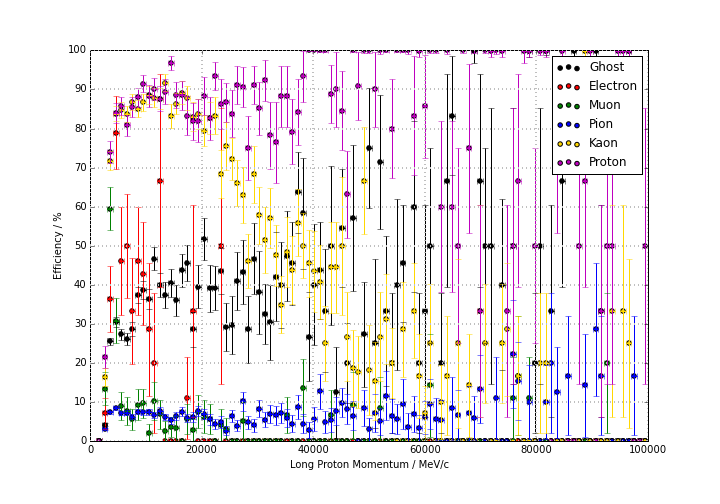 100
90
80
70
60
50
40
30
20
10
0
Efficiency / %
0
20000
40000
60000
80000
100000
Long Proton Momentum / MeV/c
Ghost
Electron
Muon
Pion
Kaon
Proton